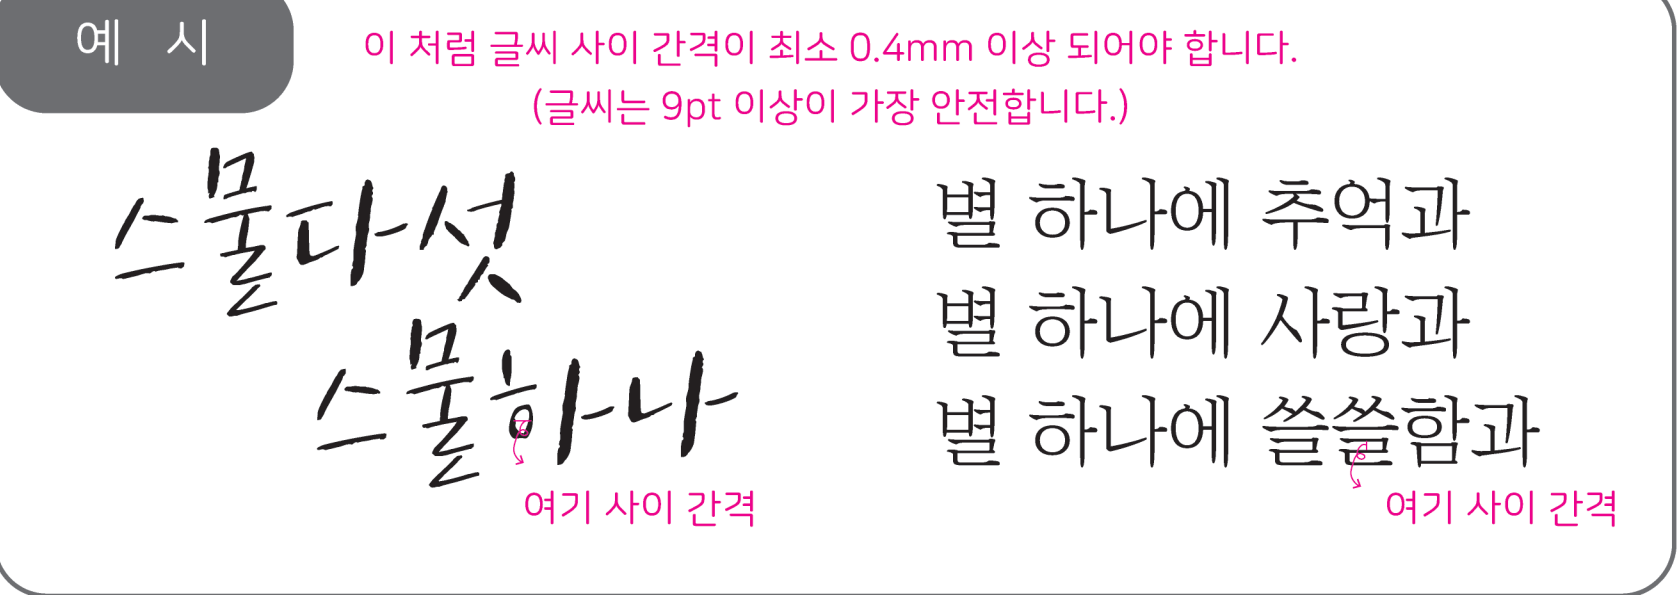 예 시
이 처럼 글씨 사이 간격이 최소 0.4mm 이상 되어야 합니다.
(글씨는 9pt 이상이 가장 안전합니다.)
스물다섯
스물하나
여기 사이 간격
별 하나에 추억과
별 하나에 사랑과
별 하나에 쓸쓸함과
여기 사이 간격